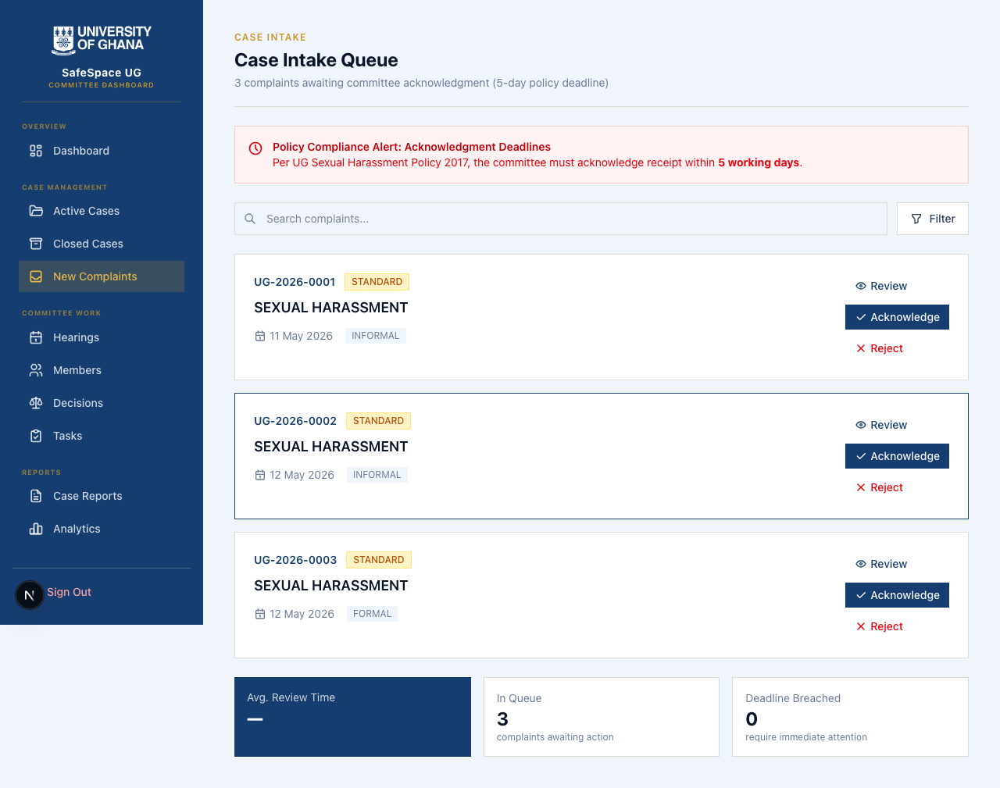 UNIVERSITY
OF GHANA
SafeSpace UG
COMMITTEE DASHBOARD
OVERVIEW
Dashboard
CASE MANAGEMENT
Active Cases
Closed Cases
New Complaints
COMMITTEE WORK
Hearings
Members
Decisions
Tasks
REPORTS
Case Reports
Analytics
N
Sign Out
CASE INTAKE
Case Intake Queue
3 complaints awaiting committee acknowledgment (5-day policy deadline)
Policy Compliance Alert: Acknowledgment Deadlines
Per UG Sexual Harassment Policy 2017, the committee must acknowledge receipt within 5 working days.
Search complaints...
Filter
UG-2026-0001 STANDARD
SEXUAL HARASSMENT
11 May 2026 INFORMAL
Review
Acknowledge
Reject
UG-2026-0002 STANDARD
SEXUAL HARASSMENT
12 May 2026 INFORMAL
Review
Acknowledge
Reject
UG-2026-0003 STANDARD
SEXUAL HARASSMENT
12 May 2026 FORMAL
Review
Acknowledge
Reject
Avg. Review Time
—
In Queue
3
complaints awaiting action
Deadline Breached
0
require immediate attention